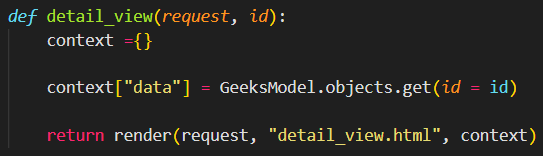 def detail_view(request, id):
    context ={}
    context["data"] = GeeksModel.objects.get(id = id)
    return render(request, "detail_view.html", context)